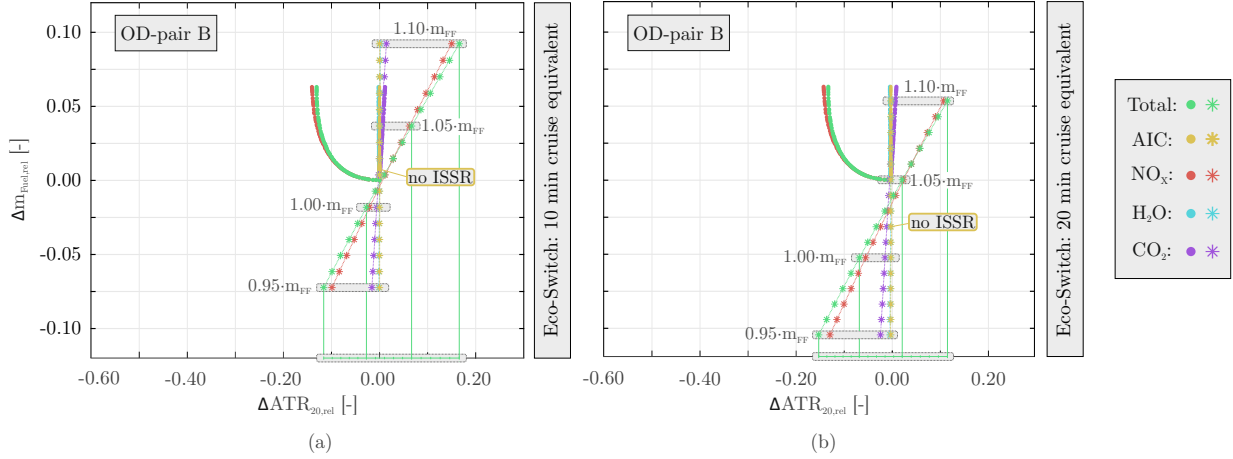 OD-pair B
1.10·m_FF
1.05·m_FF
no ISSR
1.00·m_FF
0.95·m_FF
0.10
0.05
0.00
-0.05
-0.10
Δm_Fuel,rel [-]
-0.60
-0.40
-0.20
0.00
0.20
ΔATR_20,rel [-]
Eco-Switch: 10 min cruise equivalent
(a)
OD-pair B
1.10·m_FF
1.05·m_FF
no ISSR
1.00·m_FF
0.95·m_FF
-0.60
-0.40
-0.20
0.00
0.20
ΔATR_20,rel [-]
Eco-Switch: 20 min cruise equivalent
(b)
Total:
AIC:
NO_X:
H_2O:
CO_2: